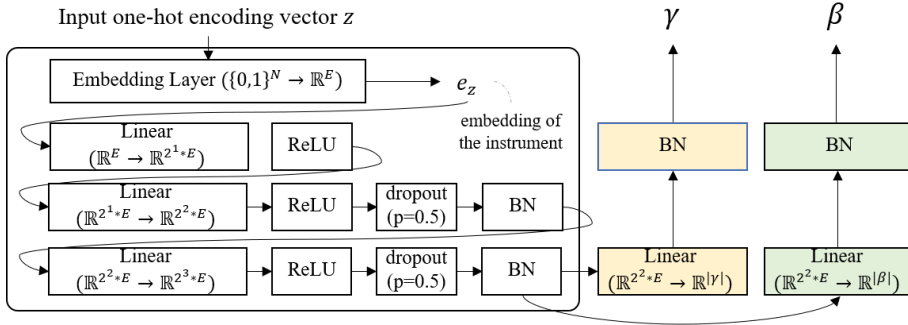 Input one-hot encoding vector z
γ
β
Embedding Layer ({0,1}^N → ℝ^E)
e_z
embedding of
the instrument
Linear
(ℝ^E → ℝ^{2^1*E})
ReLU
BN
BN
Linear
(ℝ^{2^1*E} → ℝ^{2^2*E})
ReLU
dropout
(p=0.5)
BN
Linear
(ℝ^{2^2*E} → ℝ^{2^3*E})
ReLU
dropout
(p=0.5)
BN
Linear
(ℝ^{2^2*E} → ℝ^{|γ|})
Linear
(ℝ^{2^2*E} → ℝ^{|β|})